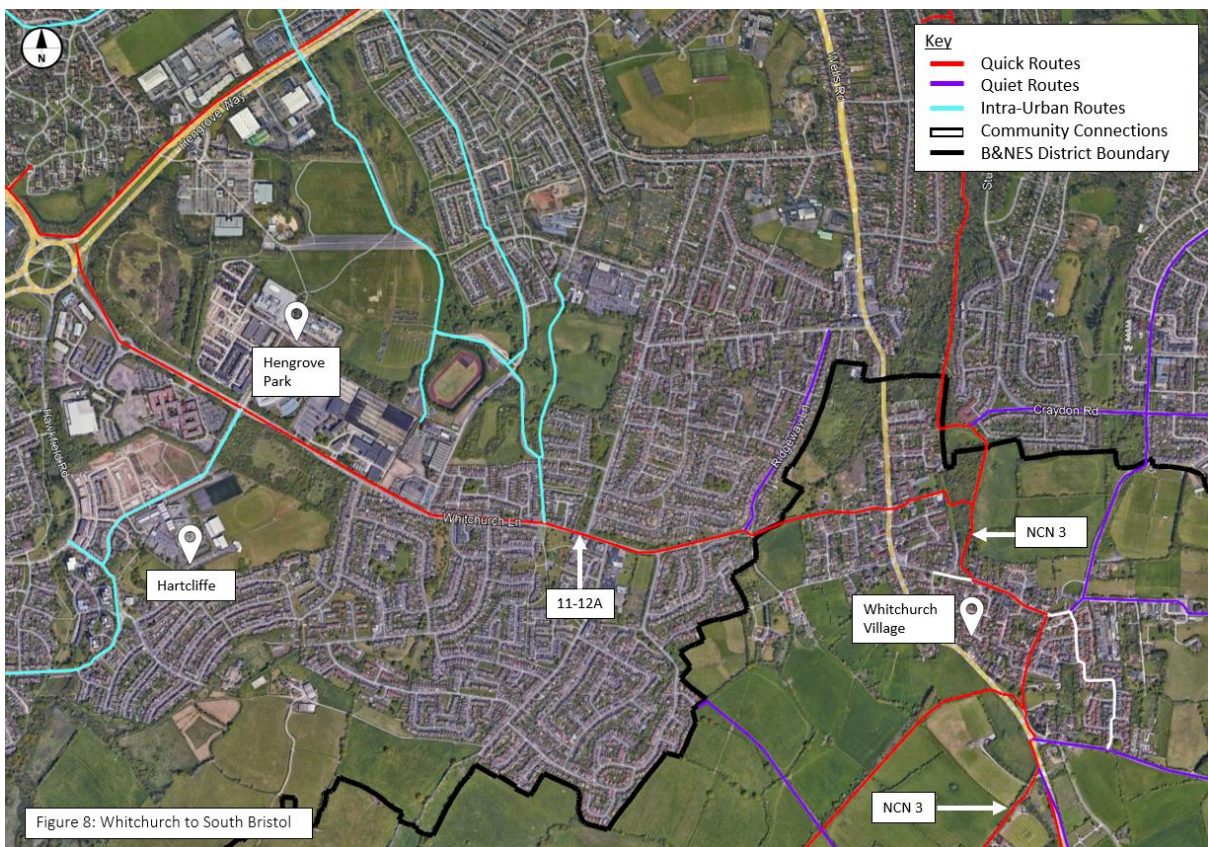 N
Key
Quick Routes
Quiet Routes
Intra-Urban Routes
Community Connections
B&NES District Boundary
Hengrove Way
Wells Rd
Hengrove
Park
Craydon Rd
Ridgeway Ln
Hawkfield Rd
Whitchurch Ln
NCN 3
Hartcliffe
11-12A
Whitchurch
Village
NCN 3
Figure 8: Whitchurch to South Bristol